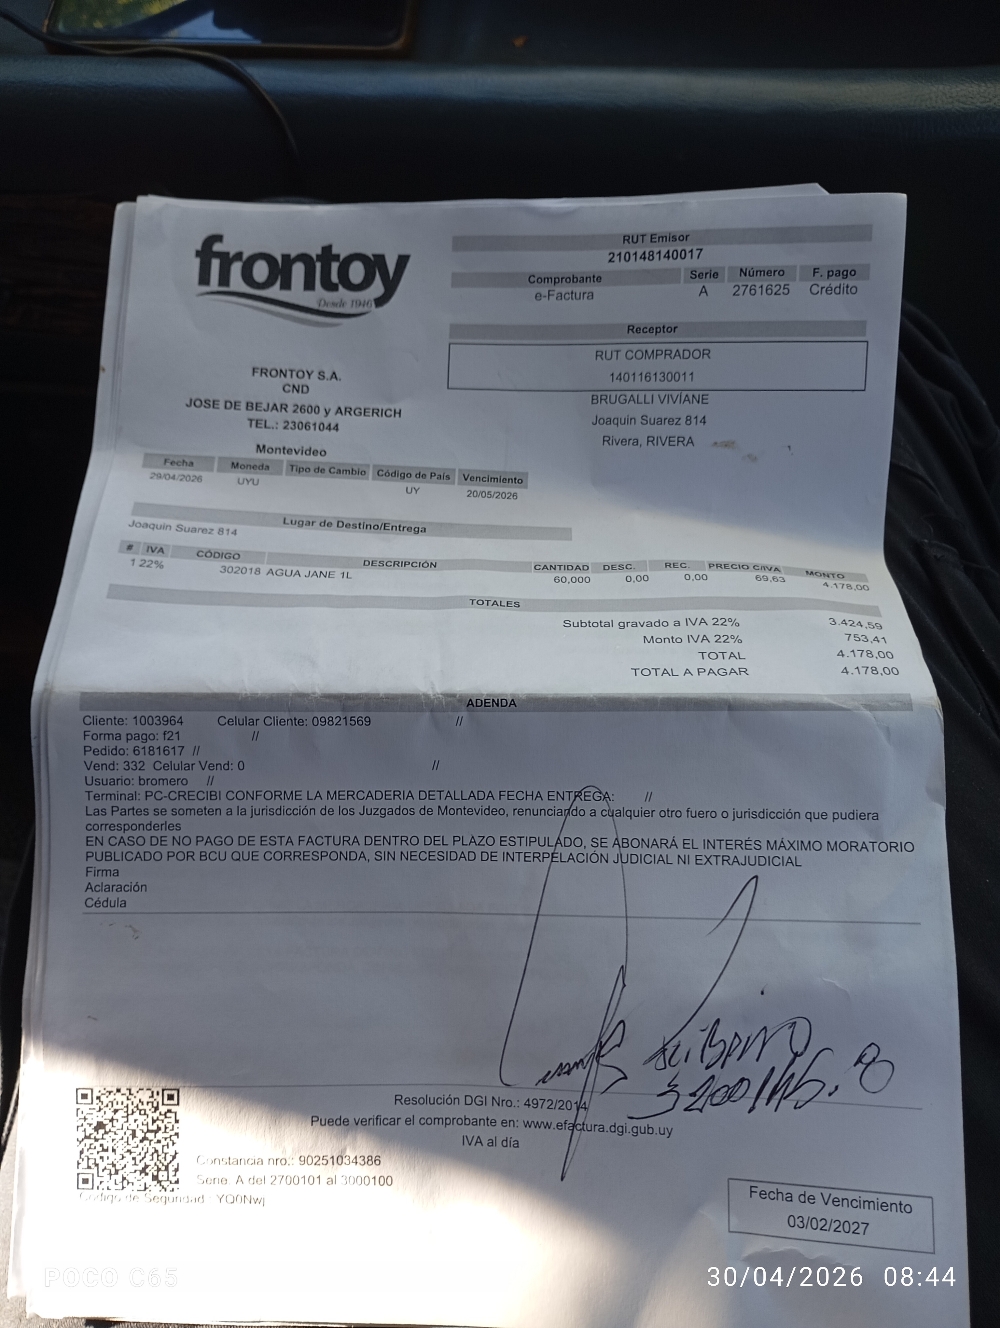 frontoy
Desde 1946
FRONTOY S.A.
CND
JOSE DE BEJAR 2600 y ARGERICH
TEL.: 23061044
Montevideo
RUT Emisor
210148140017
Comprobante Serie Número F. pago
e-Factura A 2761625 Crédito
Receptor
RUT COMPRADOR
140116130011
BRUGALLI VIVÍANE
Joaquin Suarez 814
Rivera, RIVERA
Fecha Moneda Tipo de Cambio Código de País Vencimiento
29/04/2026 UYU UY 20/05/2026
Lugar de Destino/Entrega
Joaquin Suarez 814
# IVA CÓDIGO DESCRIPCIÓN CANTIDAD DESC. REC. PRECIO C/IVA MONTO
1 22% 302018 AGUA JANE 1L 60,000 0,00 0,00 69,63 4.178,00
TOTALES
Subtotal gravado a IVA 22% 3.424,59
Monto IVA 22% 753,41
TOTAL 4.178,00
TOTAL A PAGAR 4.178,00
ADENDA
Cliente: 1003964 Celular Cliente: 09821569 //
Forma pago: f21 //
Pedido: 6181617 //
Vend: 332 Celular Vend: 0 //
Usuario: bromero //
Terminal: PC-CRECIBI CONFORME LA MERCADERIA DETALLADA FECHA ENTREGA: //
Las Partes se someten a la jurisdicción de los Juzgados de Montevideo, renunciando a cualquier otro fuero o jurisdicción que pudiera
corresponderles
EN CASO DE NO PAGO DE ESTA FACTURA DENTRO DEL PLAZO ESTIPULADO, SE ABONARÁ EL INTERÉS MÁXIMO MORATORIO
PUBLICADO POR BCU QUE CORRESPONDA, SIN NECESIDAD DE INTERPELACIÓN JUDICIAL NI EXTRAJUDICIAL
Firma
Aclaración
Cédula
Resolución DGI Nro.: 4972/2014
Puede verificar el comprobante en: www.efactura.dgi.gub.uy
IVA al día
Constancia nro.: 90251034386
Serie. A del 2700101 al 3000100
Código de Seguridad : YQ0Nwj
Fecha de Vencimiento
03/02/2027
POCO C65
30/04/2026 08:44